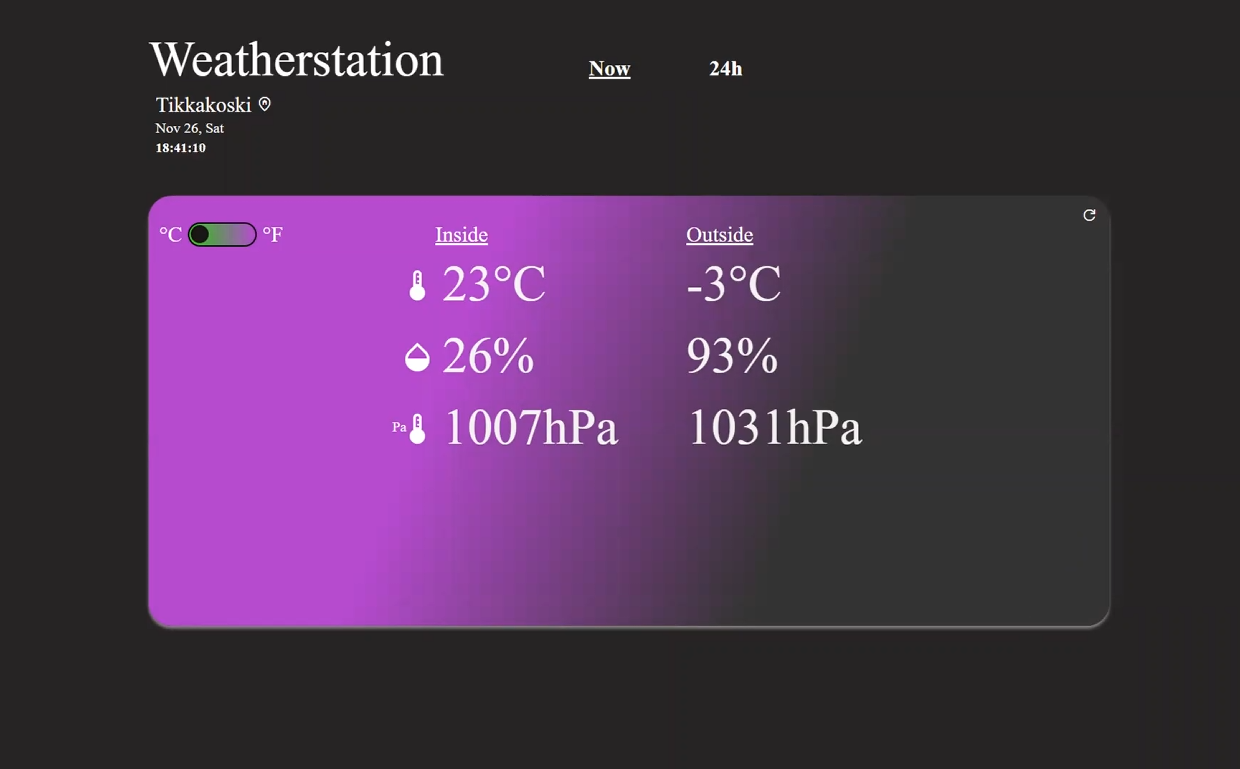 Weatherstation
Now 24h
Tikkakoski
Nov 26, Sat
18:41:10
°C °F
Inside Outside
23°C -3°C
26% 93%
Pa 1007hPa 1031hPa